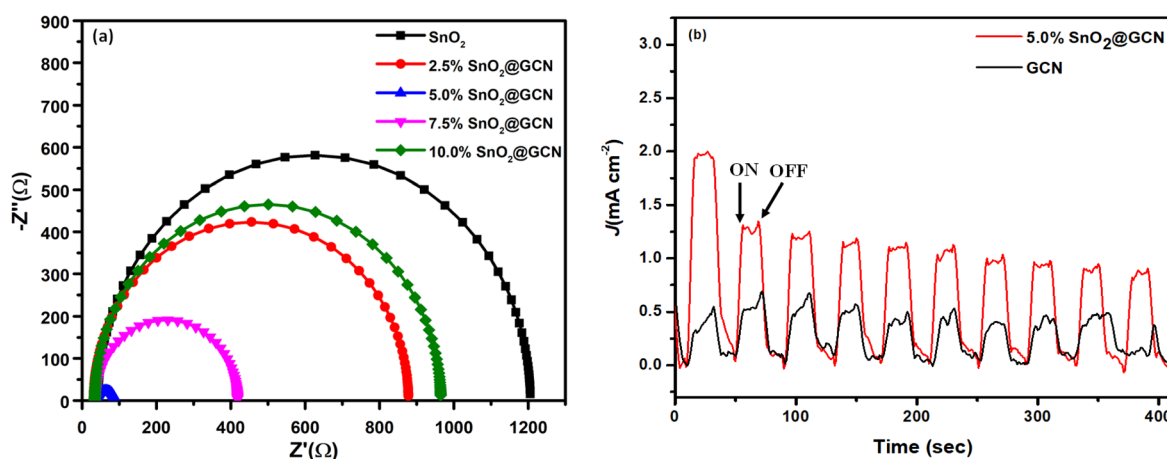 (a)
SnO₂
2.5% SnO₂@GCN
5.0% SnO₂@GCN
7.5% SnO₂@GCN
10.0% SnO₂@GCN
900
800
700
600
500
400
300
200
100
0
-Z''(Ω)
0 200 400 600 800 1000 1200
Z'(Ω)
(b)
5.0% SnO₂@GCN
GCN
ON OFF
3.0
2.5
2.0
1.5
1.0
0.5
0.0
J/(mA cm⁻²)
0 100 200 300 400
Time (sec)